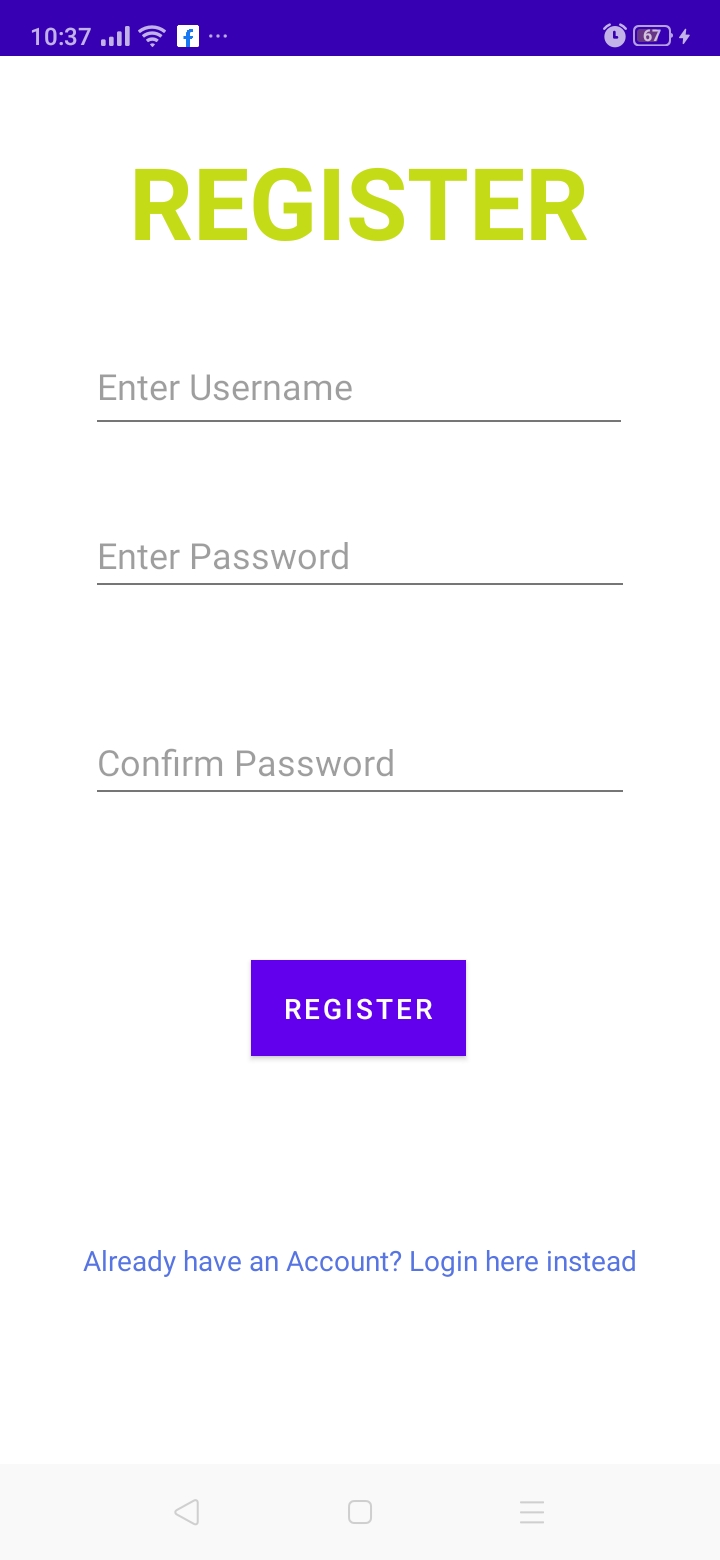 10:37 67
REGISTER
Enter Username
Enter Password
Confirm Password
REGISTER
Already have an Account? Login here instead